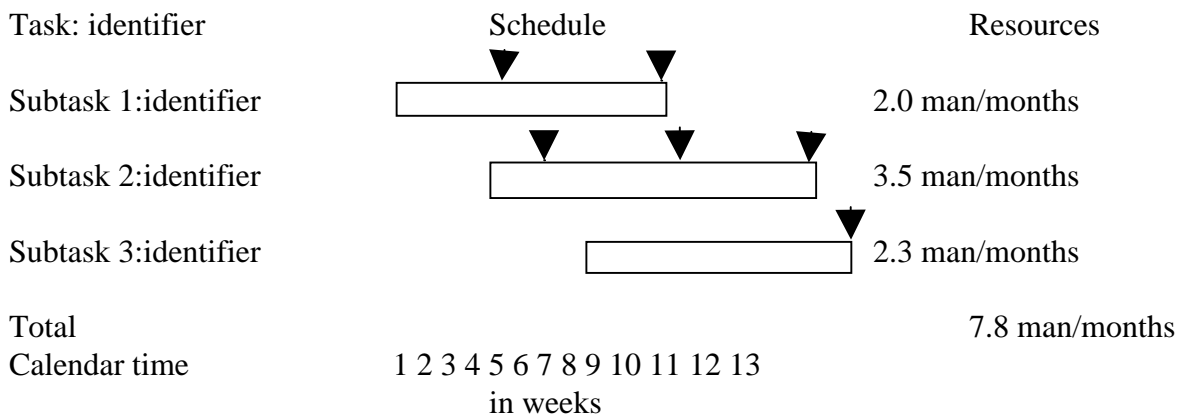 Task: identifier Schedule Resources
Subtask 1:identifier 2.0 man/months
Subtask 2:identifier 3.5 man/months
Subtask 3:identifier 2.3 man/months
Total 7.8 man/months
Calendar time 1 2 3 4 5 6 7 8 9 10 11 12 13
in weeks